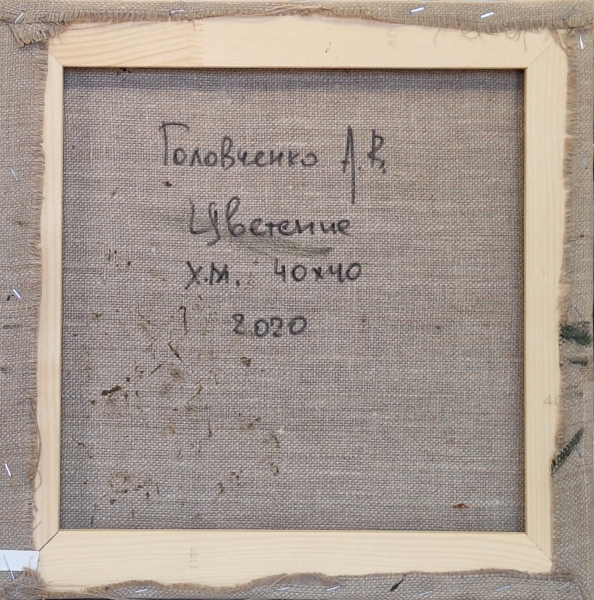 Головченко А.В.
Цветение
Х.М. 40х40
2020